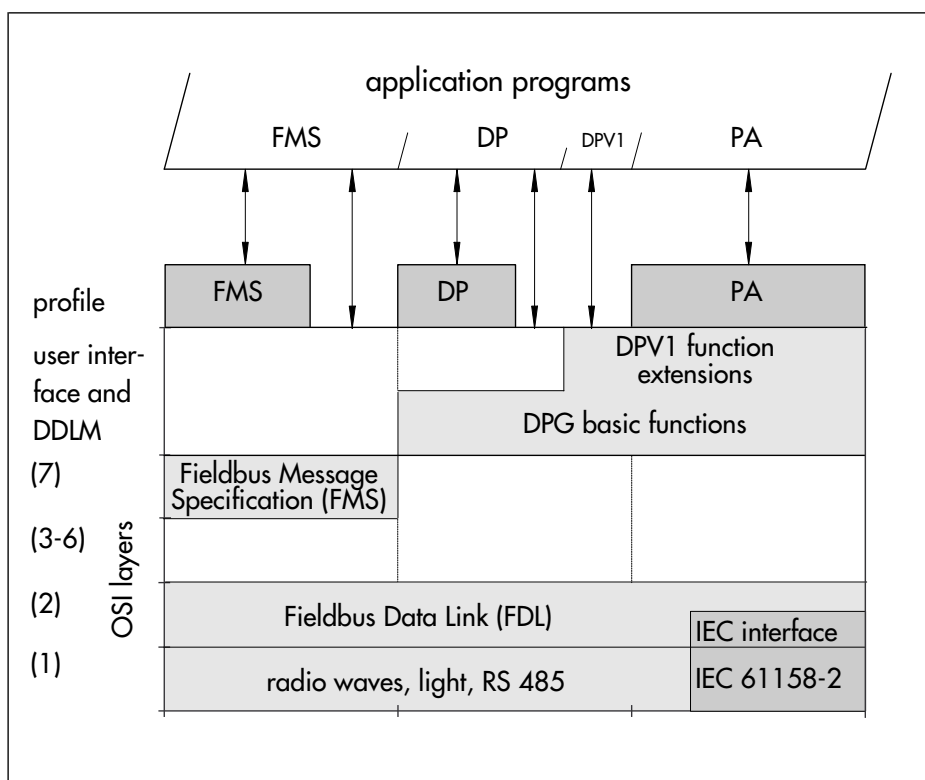 application programs
FMS DP DPV1 PA
FMS DP PA
profile
user inter-
face and
DDLM
DPV1 function
extensions
DPG basic functions
(7)
Fieldbus Message
Specification (FMS)
(3-6)
OSI layers
(2)
Fieldbus Data Link (FDL)
IEC interface
(1)
radio waves, light, RS 485
IEC 61158-2